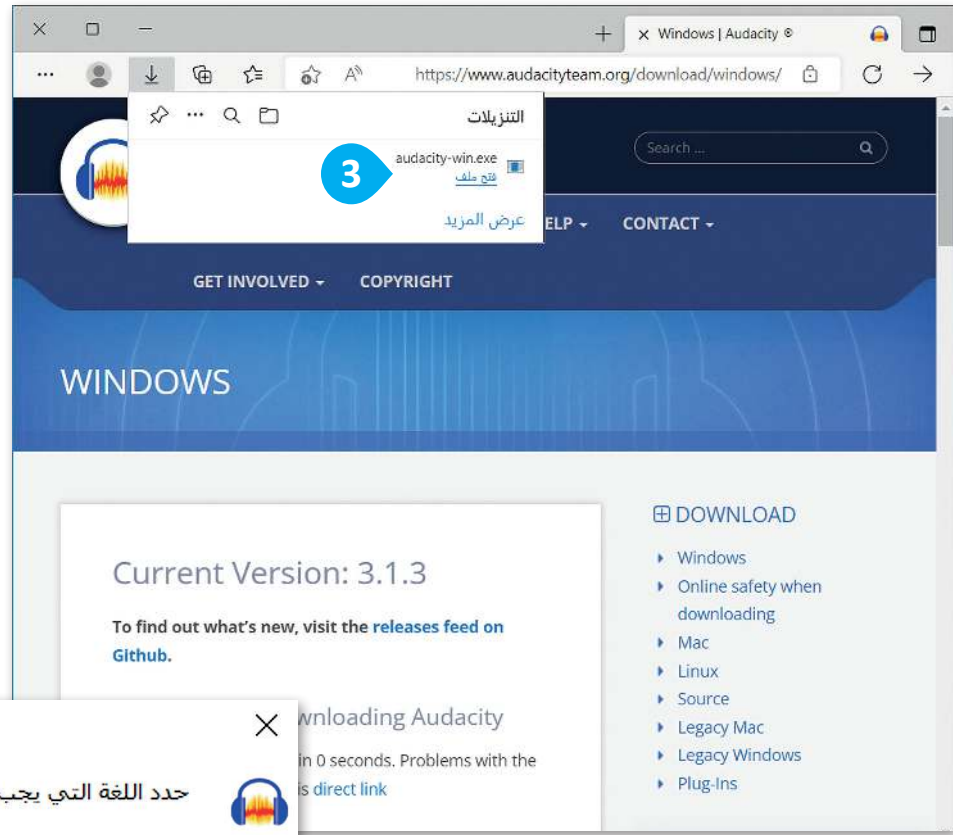 Windows | Audacity ®
https://www.audacityteam.org/download/windows/
التنزيلات
audacity-win.exe
فتح ملف
3
عرض المزيد
Search ...
ELP
CONTACT
GET INVOLVED
COPYRIGHT
WINDOWS
Current Version: 3.1.3
To find out what's new, visit the releases feed on
Github.
wnloading Audacity
in 0 seconds. Problems with the
is direct link
DOWNLOAD
Windows
Online safety when
downloading
Mac
Linux
Source
Legacy Mac
Legacy Windows
Plug-Ins
حدد اللغة التي يجب